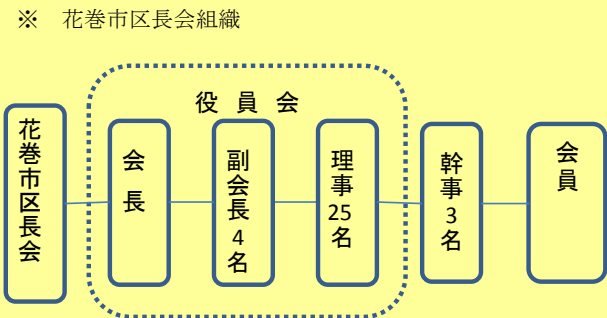 ※　花巻市区長会組織
役 員 会
花巻市区長会
会 長
副会長4名
理事25名
幹事3名
会員